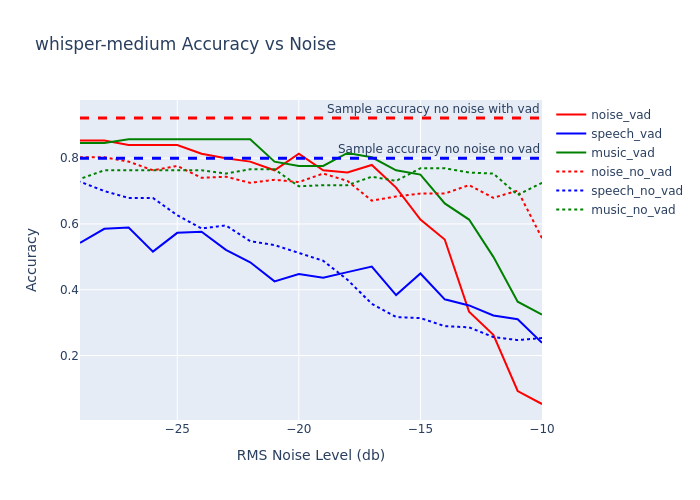 whisper-medium Accuracy vs Noise
Sample accuracy no noise with vad
Sample accuracy no noise no vad
0.8
0.6
0.4
0.2
Accuracy
−25
−20
−15
−10
RMS Noise Level (db)
noise_vad
speech_vad
music_vad
noise_no_vad
speech_no_vad
music_no_vad